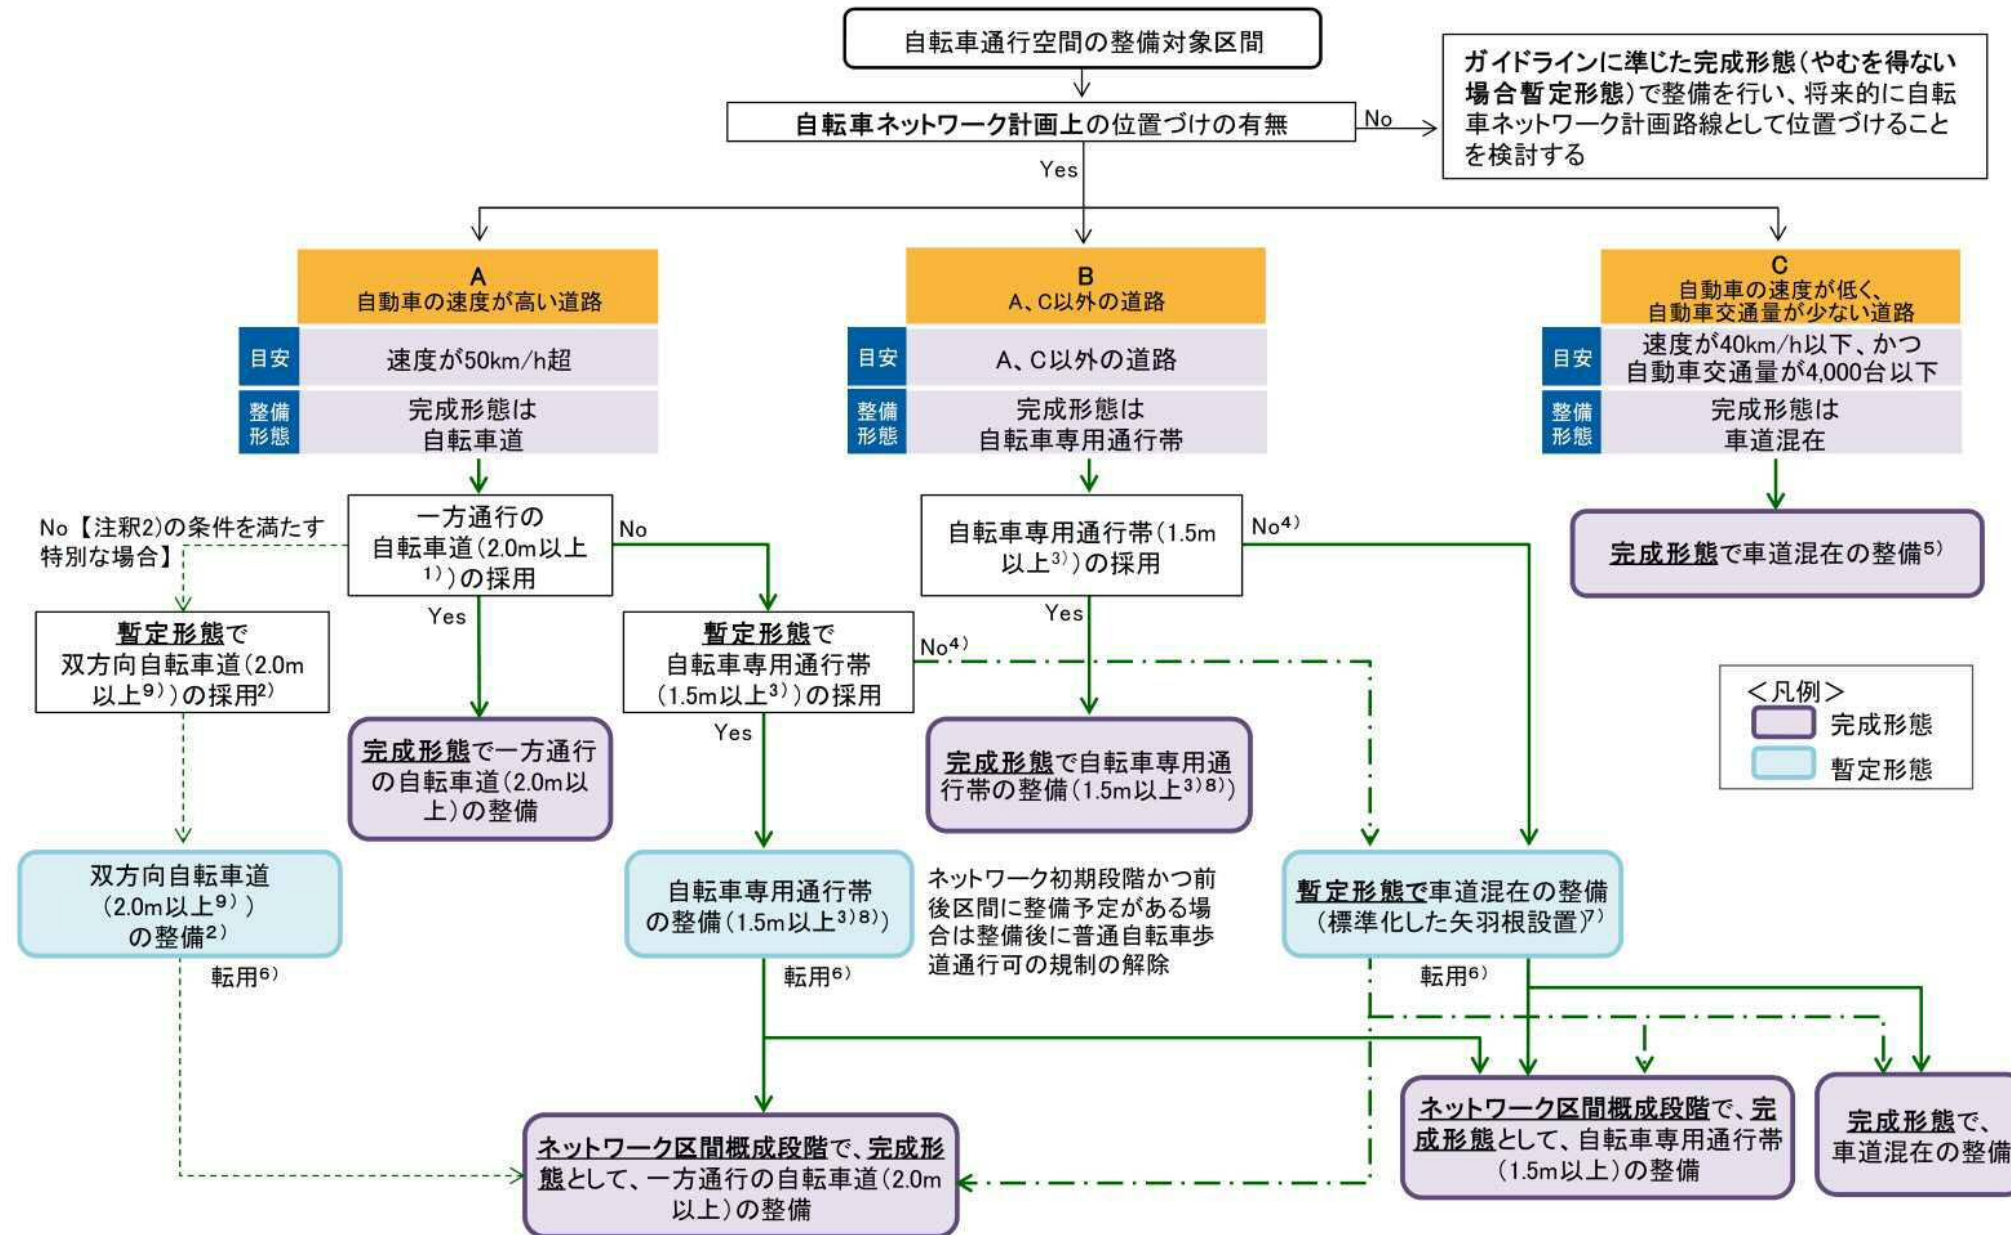 自転車通行空間の整備対象区間
自転車ネットワーク計画上の位置づけの有無
No
ガイドラインに準じた完成形態(やむを得ない
場合暫定形態)で整備を行い、将来的に自転
車ネットワーク計画路線として位置づけること
を検討する
Yes
A
自動車の速度が高い道路
目安
速度が50km/h超
整備
形態
完成形態は
自転車道
B
A、C以外の道路
目安
A、C以外の道路
整備
形態
完成形態は
自転車専用通行帯
C
自動車の速度が低く、
自動車交通量が少ない道路
目安
速度が40km/h以下、かつ
自動車交通量が4,000台以下
整備
形態
完成形態は
車道混在
No【注釈2)の条件を満たす
特別な場合】
一方通行の
自転車道(2.0m以上
1))の採用
No
Yes
自転車専用通行帯(1.5m
以上3))の採用
No4)
Yes
完成形態で車道混在の整備5)
暫定形態で
双方向自転車道(2.0m
以上9))の採用2)
暫定形態で
自転車専用通行帯
(1.5m以上3))の採用
No4)
Yes
完成形態で一方通行
の自転車道(2.0m以
上)の整備
完成形態で自転車専用通
行帯の整備(1.5m以上3)8))
<凡例>
完成形態
暫定形態
双方向自転車道
(2.0m以上9))
の整備2)
転用6)
自転車専用通行帯
の整備(1.5m以上3)8))
転用6)
ネットワーク初期段階かつ前
後区間に整備予定がある場
合は整備後に普通自転車歩
道通行可の規制の解除
暫定形態で車道混在の整備
(標準化した矢羽根設置)7)
転用6)
ネットワーク区間概成段階で、完成形
態として、一方通行の自転車道(2.0m
以上)の整備
ネットワーク区間概成段階で、完
成形態として、自転車専用通行帯
(1.5m以上)の整備
完成形態で、
車道混在の整備